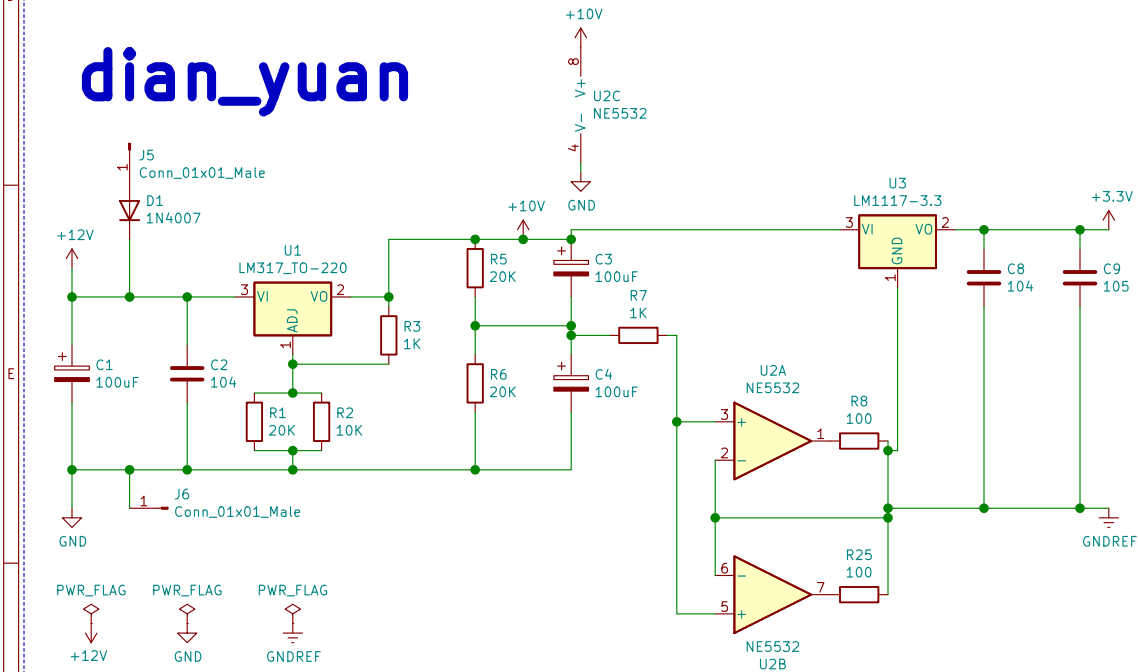 dian_yuan
+10V
8
V+
U2C
NE5532
V-
4
GND
J5
Conn_01x01_Male
1
D1
1N4007
+12V
U1
LM317_TO-220
3
VI
VO
2
ADJ
1
R3
1K
C1
100uF
C2
104
R1
20K
R2
10K
+10V
R5
20K
C3
100uF
R6
20K
C4
100uF
R7
1K
U3
LM1117-3.3
3
VI
VO
2
GND
1
+3.3V
C8
104
C9
105
E
U2A
NE5532
3
+
2
-
1
R8
100
J6
Conn_01x01_Male
1
GND
GNDREF
R25
100
6
-
5
+
7
NE5532
U2B
PWR_FLAG
+12V
PWR_FLAG
GND
PWR_FLAG
GNDREF